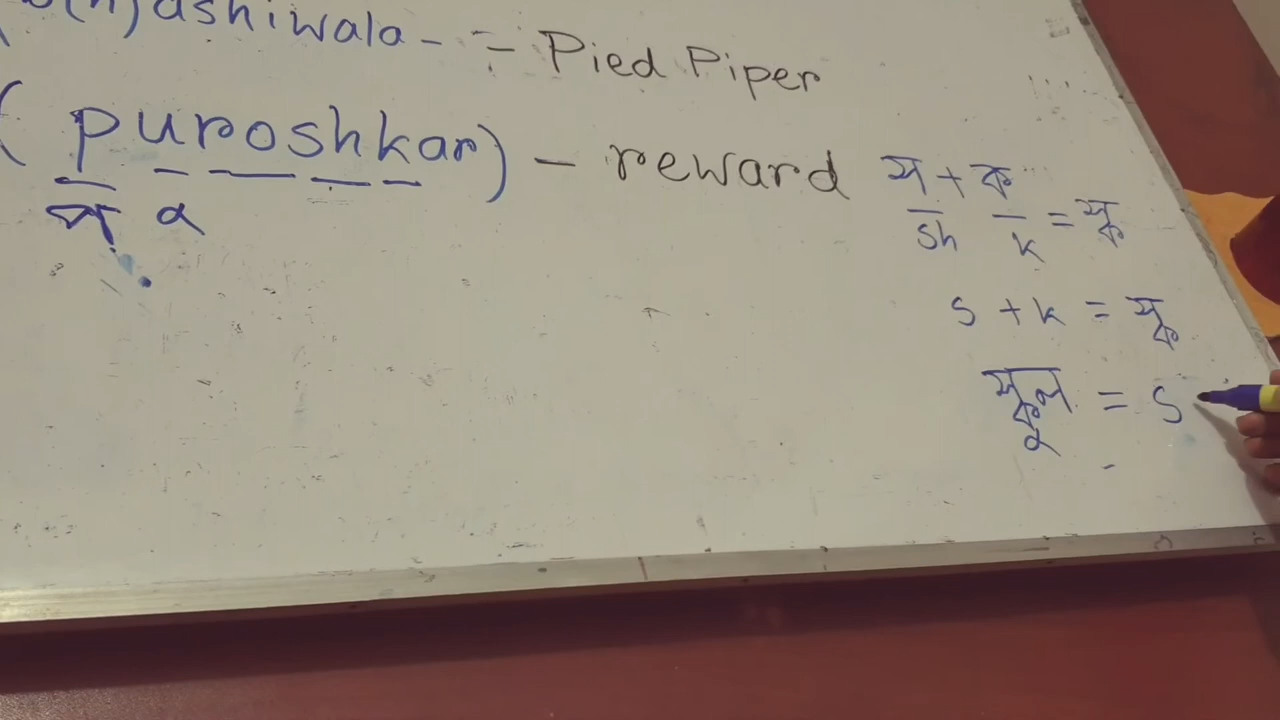 (n)ashiwala - = Pied Piper
(puroshkar) - reward
প ু
স + ক
sh k = স্ক
s + k = স্ক
স্কুল = S